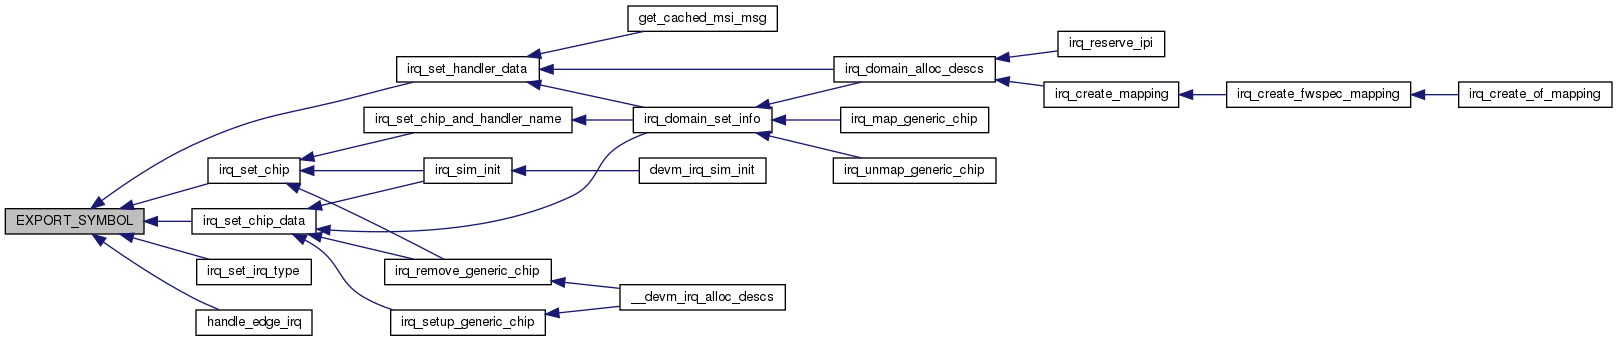 get_cached_msi_msg
irq_reserve_ipi
irq_set_handler_data
irq_domain_alloc_descs
irq_create_mapping
irq_create_fwspec_mapping
irq_create_of_mapping
irq_set_chip_and_handler_name
irq_domain_set_info
irq_map_generic_chip
irq_set_chip
irq_sim_init
devm_irq_sim_init
irq_unmap_generic_chip
EXPORT_SYMBOL
irq_set_chip_data
irq_set_irq_type
irq_remove_generic_chip
__devm_irq_alloc_descs
handle_edge_irq
irq_setup_generic_chip